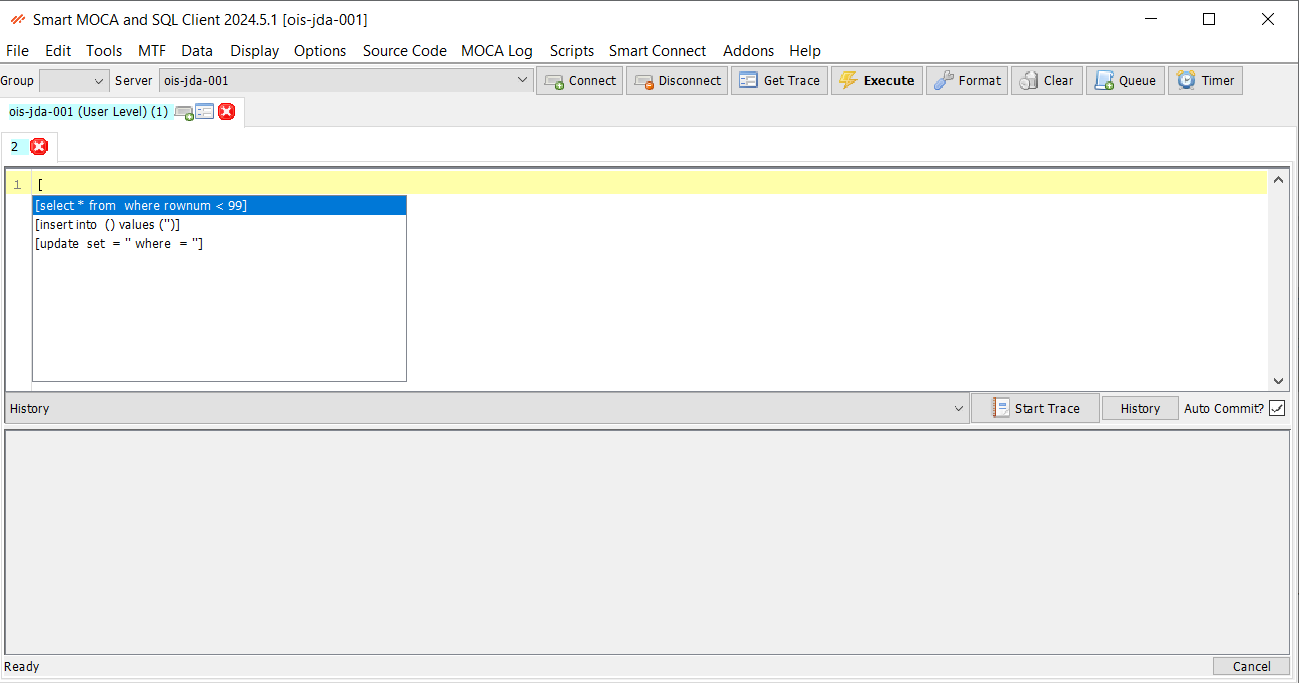 Smart MOCA and SQL Client 2024.5.1 [ois-jda-001]
File Edit Tools MTF Data Display Options Source Code MOCA Log Scripts Smart Connect Addons Help
Group Server ois-jda-001 Connect Disconnect Get Trace Execute Format Clear Queue Timer
ois-jda-001 (User Level) (1)
2
1 [
[select * from  where rownum < 99]
[insert into  () values ('')]
[update  set  = '' where  = '']
History Start Trace History Auto Commit?
Ready Cancel